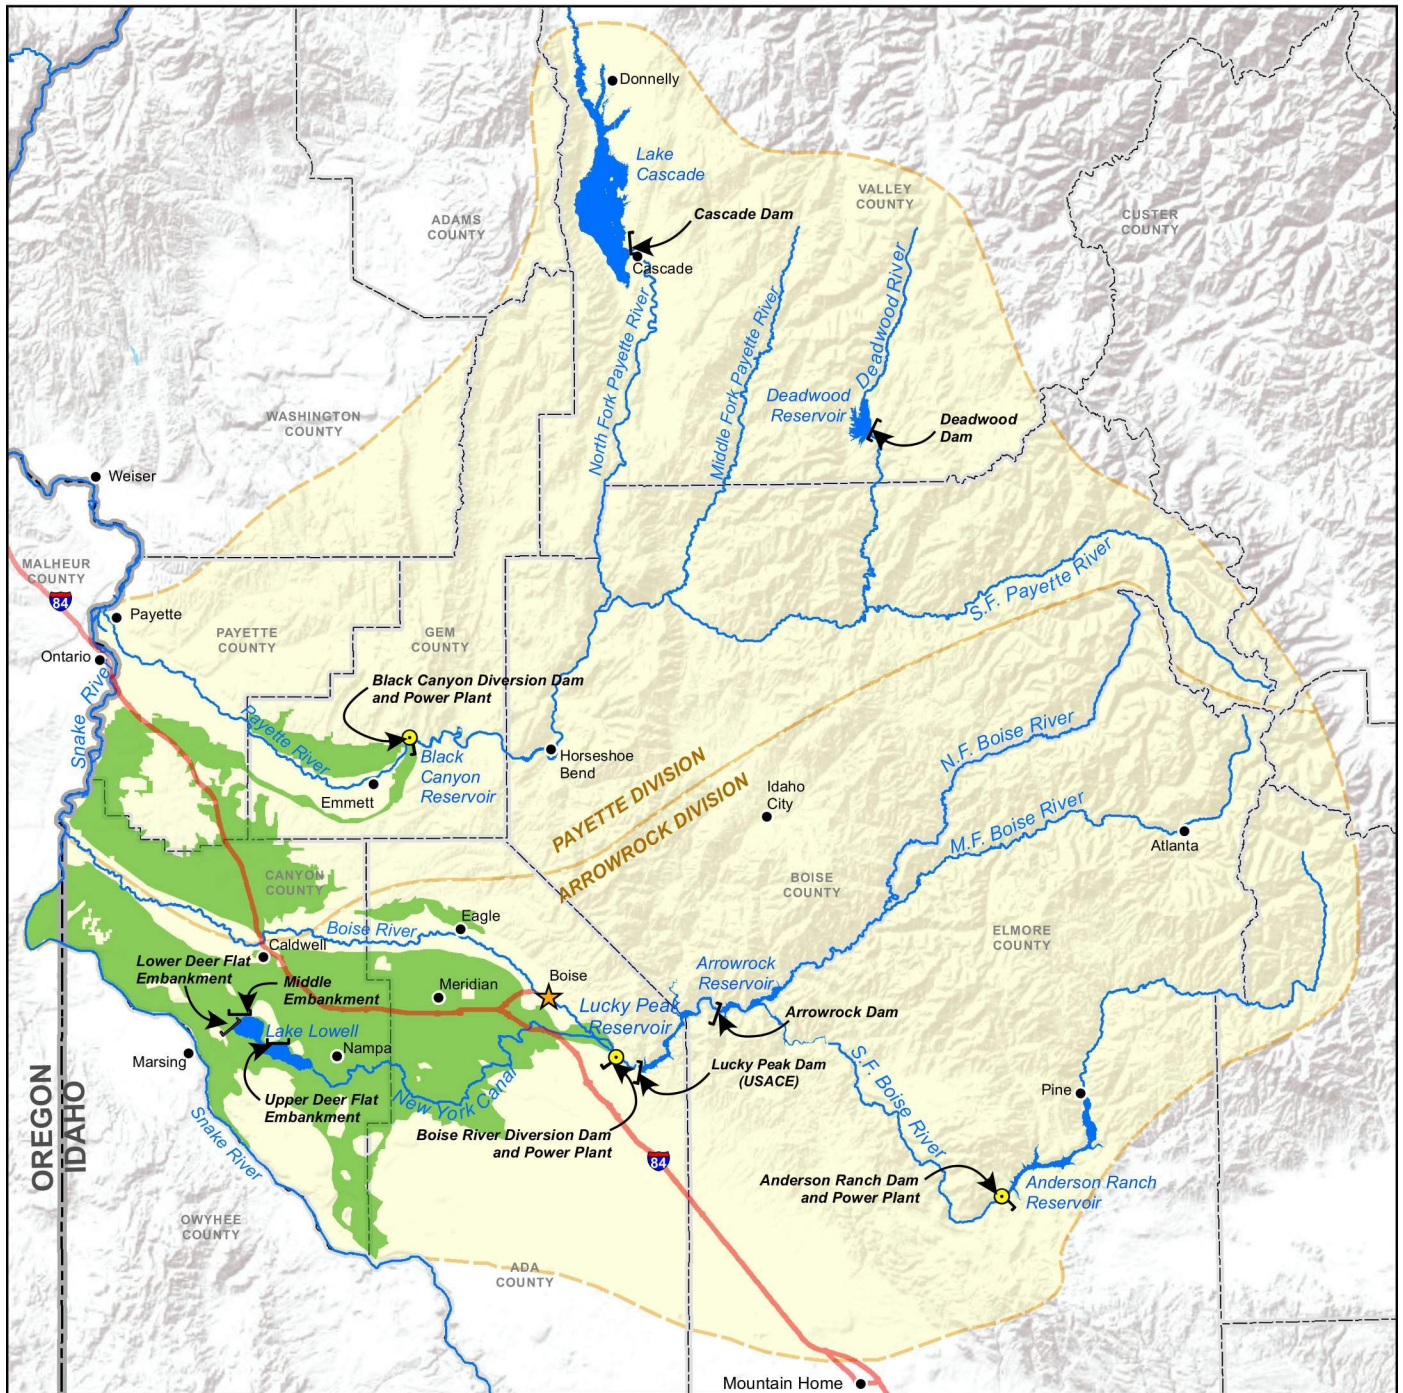 Donnelly
Lake
Cascade
VALLEY
COUNTY
CUSTER
COUNTY
ADAMS
COUNTY
Cascade Dam
Cascade
North Fork Payette River
Middle Fork Payette River
Deadwood River
Deadwood
Reservoir
Deadwood
Dam
WASHINGTON
COUNTY
Weiser
MALHEUR
COUNTY
84
Payette
Ontario
PAYETTE
COUNTY
GEM
COUNTY
S.F. Payette River
Snake River
Black Canyon Diversion Dam
and Power Plant
Payette River
Black
Canyon
Reservoir
Horseshoe
Bend
Emmett
PAYETTE DIVISION
ARROWROCK DIVISION
Idaho
City
N.F. Boise River
M.F. Boise River
Atlanta
CANYON
COUNTY
BOISE
COUNTY
ELMORE
COUNTY
Eagle
Boise River
Caldwell
Lower Deer Flat
Embankment
Middle
Embankment
Meridian
Boise
Arrowrock
Reservoir
Lucky Peak
Reservoir
Arrowrock Dam
Lake Lowell
Nampa
Marsing
Lucky Peak Dam
(USACE)
S.F. Boise River
Pine
New York Canal
Upper Deer Flat
Embankment
Boise River Diversion Dam
and Power Plant
84
Snake River
OREGON
IDAHO
Anderson Ranch Dam
and Power Plant
Anderson Ranch
Reservoir
OWYHEE
COUNTY
ADA
COUNTY
Mountain Home